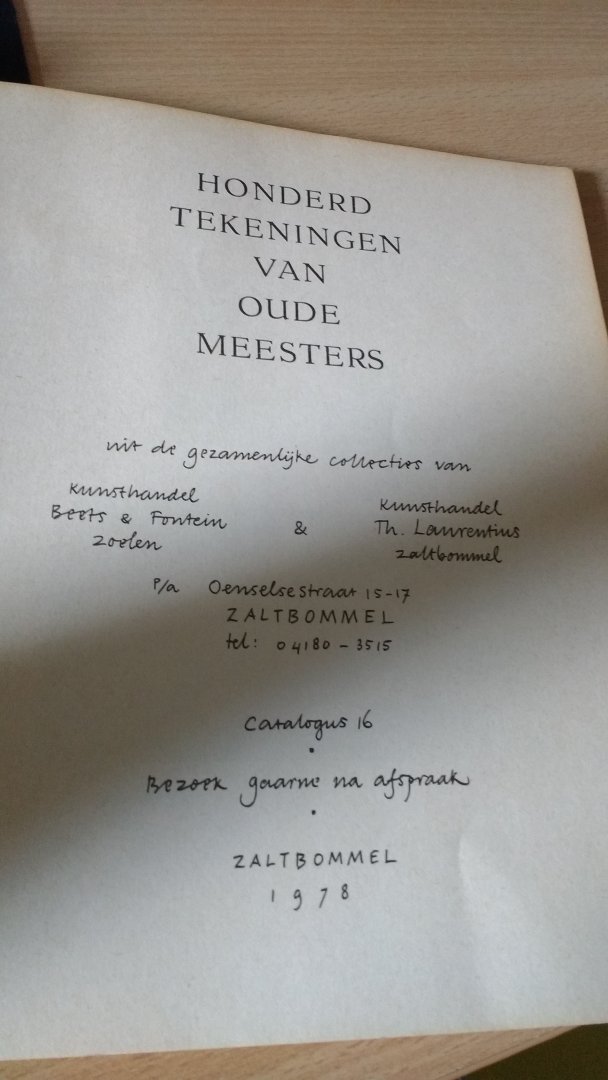 HONDERD
TEKENINGEN
VAN
OUDE
MEESTERS
uit de gezamenlijke collecties van
Kunsthandel
Beets & Fontein
Zoelen
&
Kunsthandel
Th. Laurentius
Zaltbommel
P/a Oenselsestraat 15-17
ZALTBOMMEL
tel: 04180-3515
Catalogus 16
•
Bezoek gaarne na afspraak
•
ZALTBOMMEL
1978